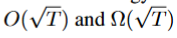 O(√T) and Ω(√T)